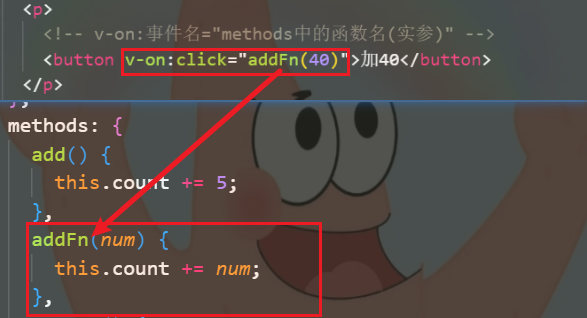 <p>
<!-- v-on:事件名="methods中的函数名(实参)" -->
<button v-on:click="addFn(40)">加40</button>
</p>
methods: {
add() {
this.count += 5;
},
addFn(num) {
this.count += num;
},